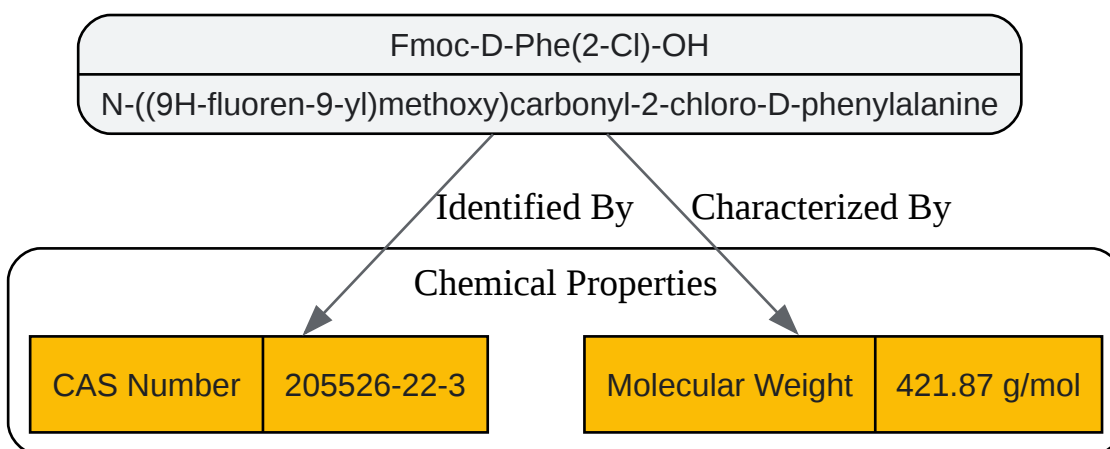 Fmoc-D-Phe(2-Cl)-OH
N-((9H-fluoren-9-yl)methoxy)carbonyl-2-chloro-D-phenylalanine
Identified By
Characterized By
Chemical Properties
CAS Number
205526-22-3
Molecular Weight
421.87 g/mol